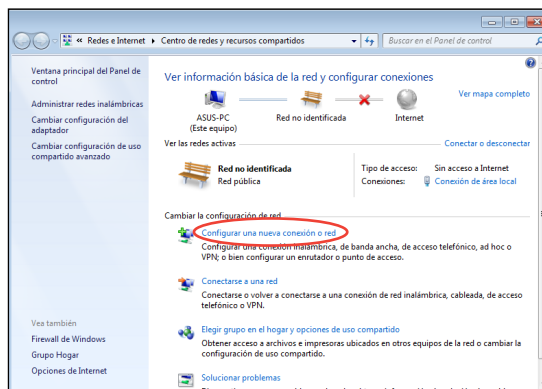 « Redes e Internet ▸ Centro de redes y recursos compartidos
Buscar en el Panel de control
Ventana principal del Panel de
control
Administrar redes inalámbricas
Cambiar configuración del
adaptador
Cambiar configuración de uso
compartido avanzado
Ver información básica de la red y configurar conexiones
Ver mapa completo
ASUS-PC
(Este equipo)
Red no identificada
Internet
Ver las redes activas
Conectar o desconectar
Red no identificada
Red pública
Tipo de acceso: Sin acceso a Internet
Conexiones: Conexión de área local
Cambiar la configuración de red
Configurar una nueva conexión o red
Configurar una conexión inalámbrica, de banda ancha, de acceso telefónico, ad hoc o
VPN; o bien configurar un enrutador o punto de acceso.
Conectarse a una red
Conectarse o volver a conectarse a una conexión de red inalámbrica, cableada, de acceso
telefónico o VPN.
Elegir grupo en el hogar y opciones de uso compartido
Obtener acceso a archivos e impresoras ubicados en otros equipos de la red o cambiar la
configuración de uso compartido.
Solucionar problemas
Vea también
Firewall de Windows
Grupo Hogar
Opciones de Internet